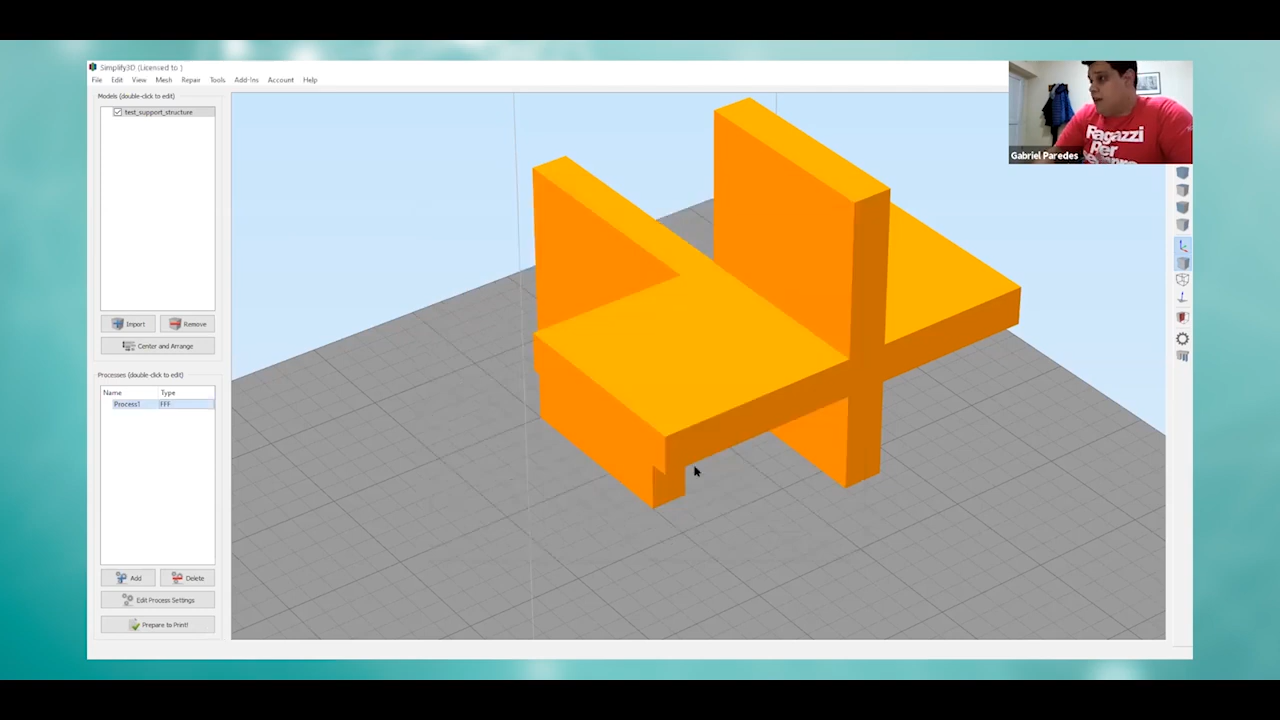 Simplify3D (Licensed to )
File Edit View Mesh Repair Tools Add-Ins Account Help
Models (double-click to edit)
test_support_structure
Import Remove
Center and Arrange
Processes (double-click to edit)
Name Type
Process1 FFF
Add Delete
Edit Process Settings
Prepare to Print!
Ragazzi
Per
Gabriel Paredes